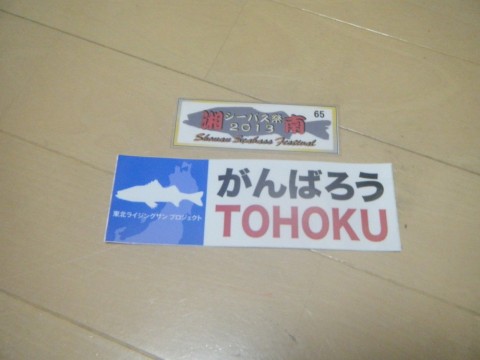 湘 シーバス祭 南 65
2013
Shonan Seabass Festival
がんばろう
TOHOKU
東北ライジングサン プロジェクト